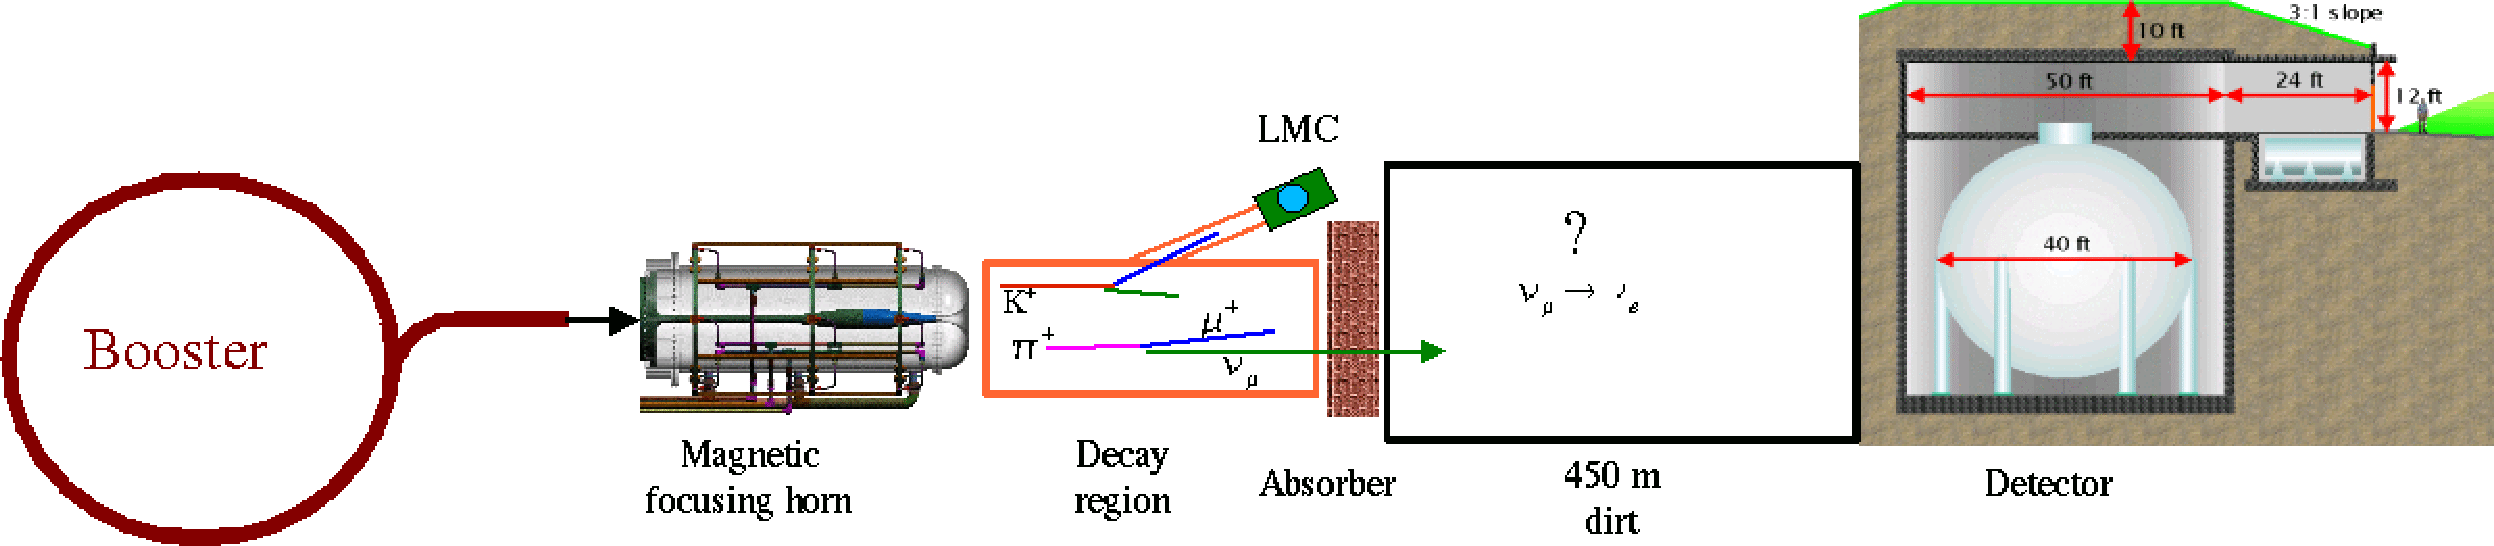 Booster
Magnetic
focusing horn
K+
π+
μ+
νμ
Decay
region
LMC
Absorber
?
νμ →
450 m
dirt
3:1 slope
10 ft
50 ft
24 ft
12 ft
40 ft
Detector